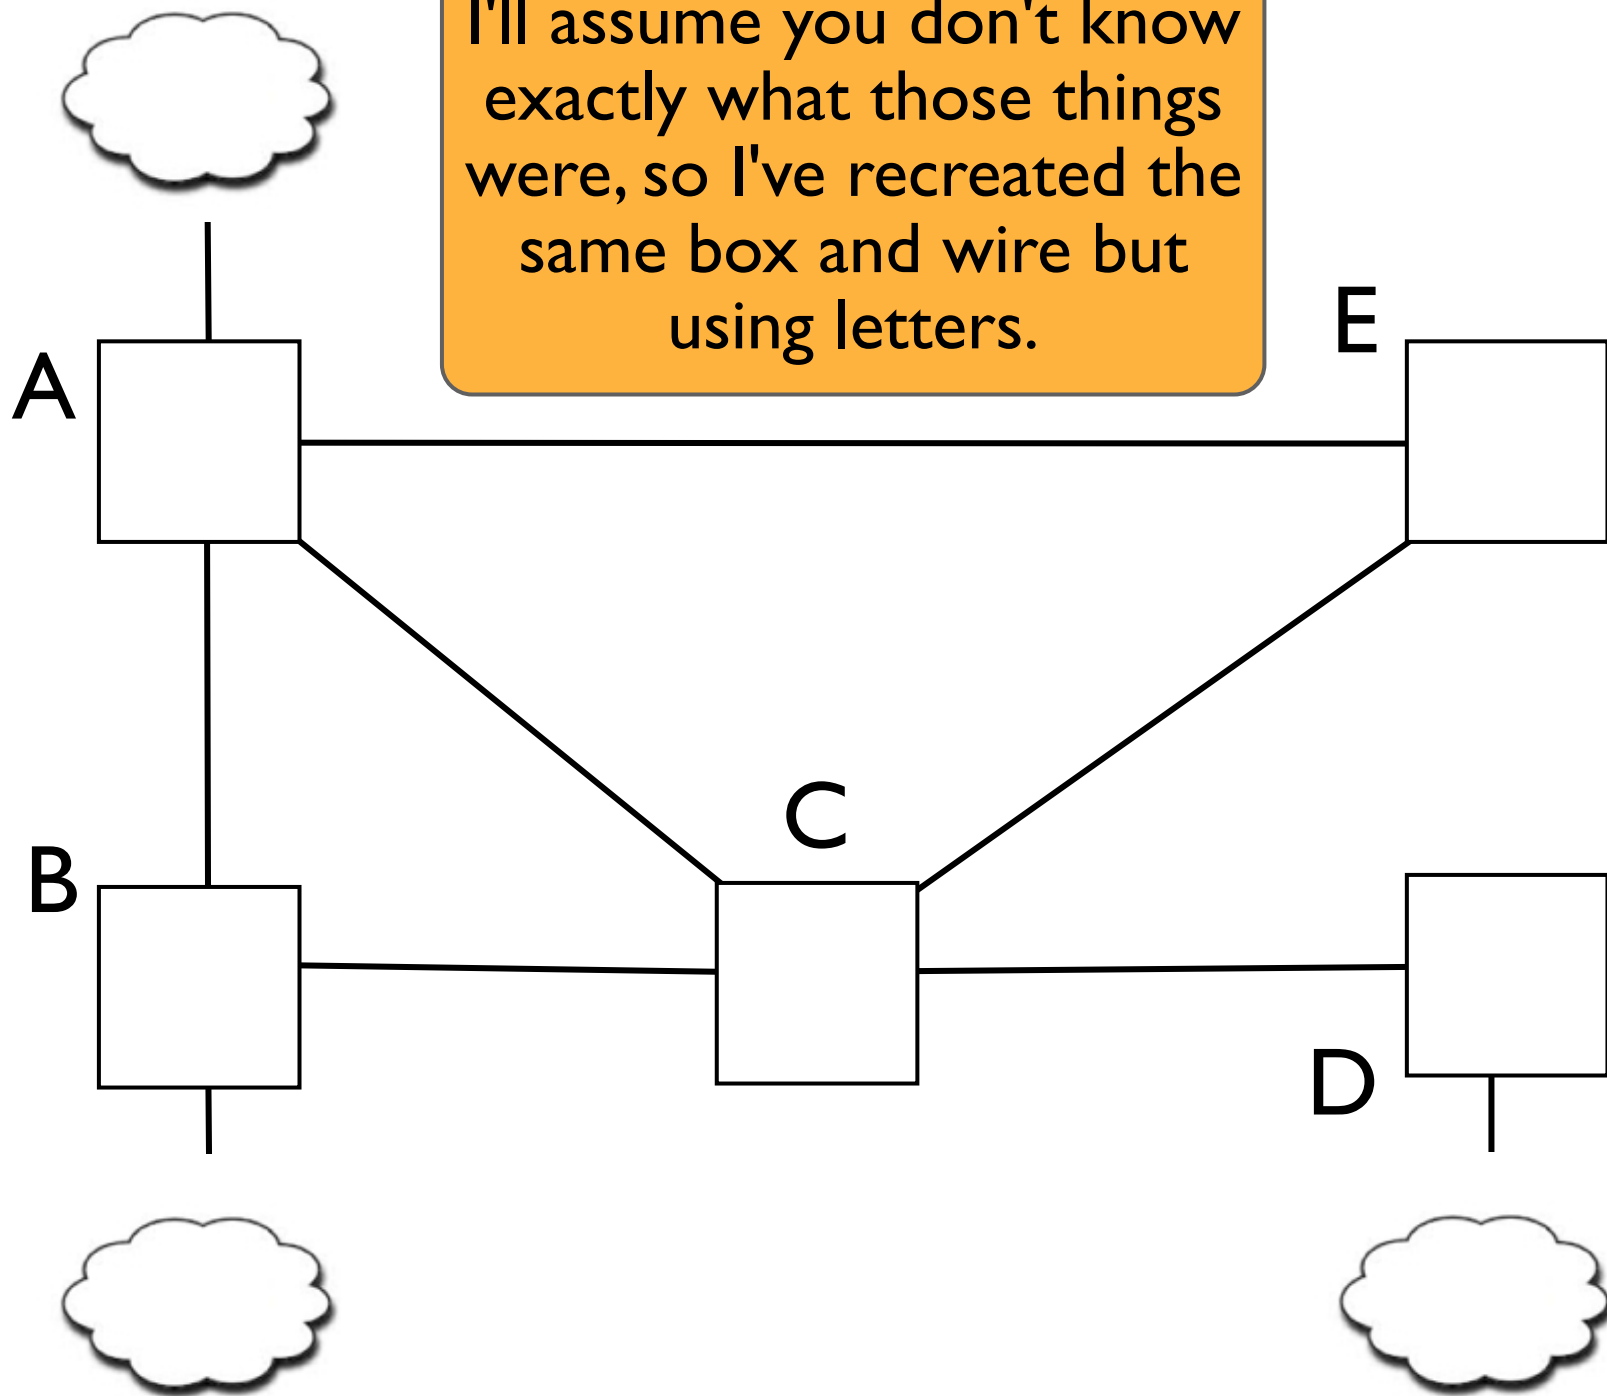 I'll assume you don't know
exactly what those things
were, so I've recreated the
same box and wire but
using letters.
E
A
C
B
D